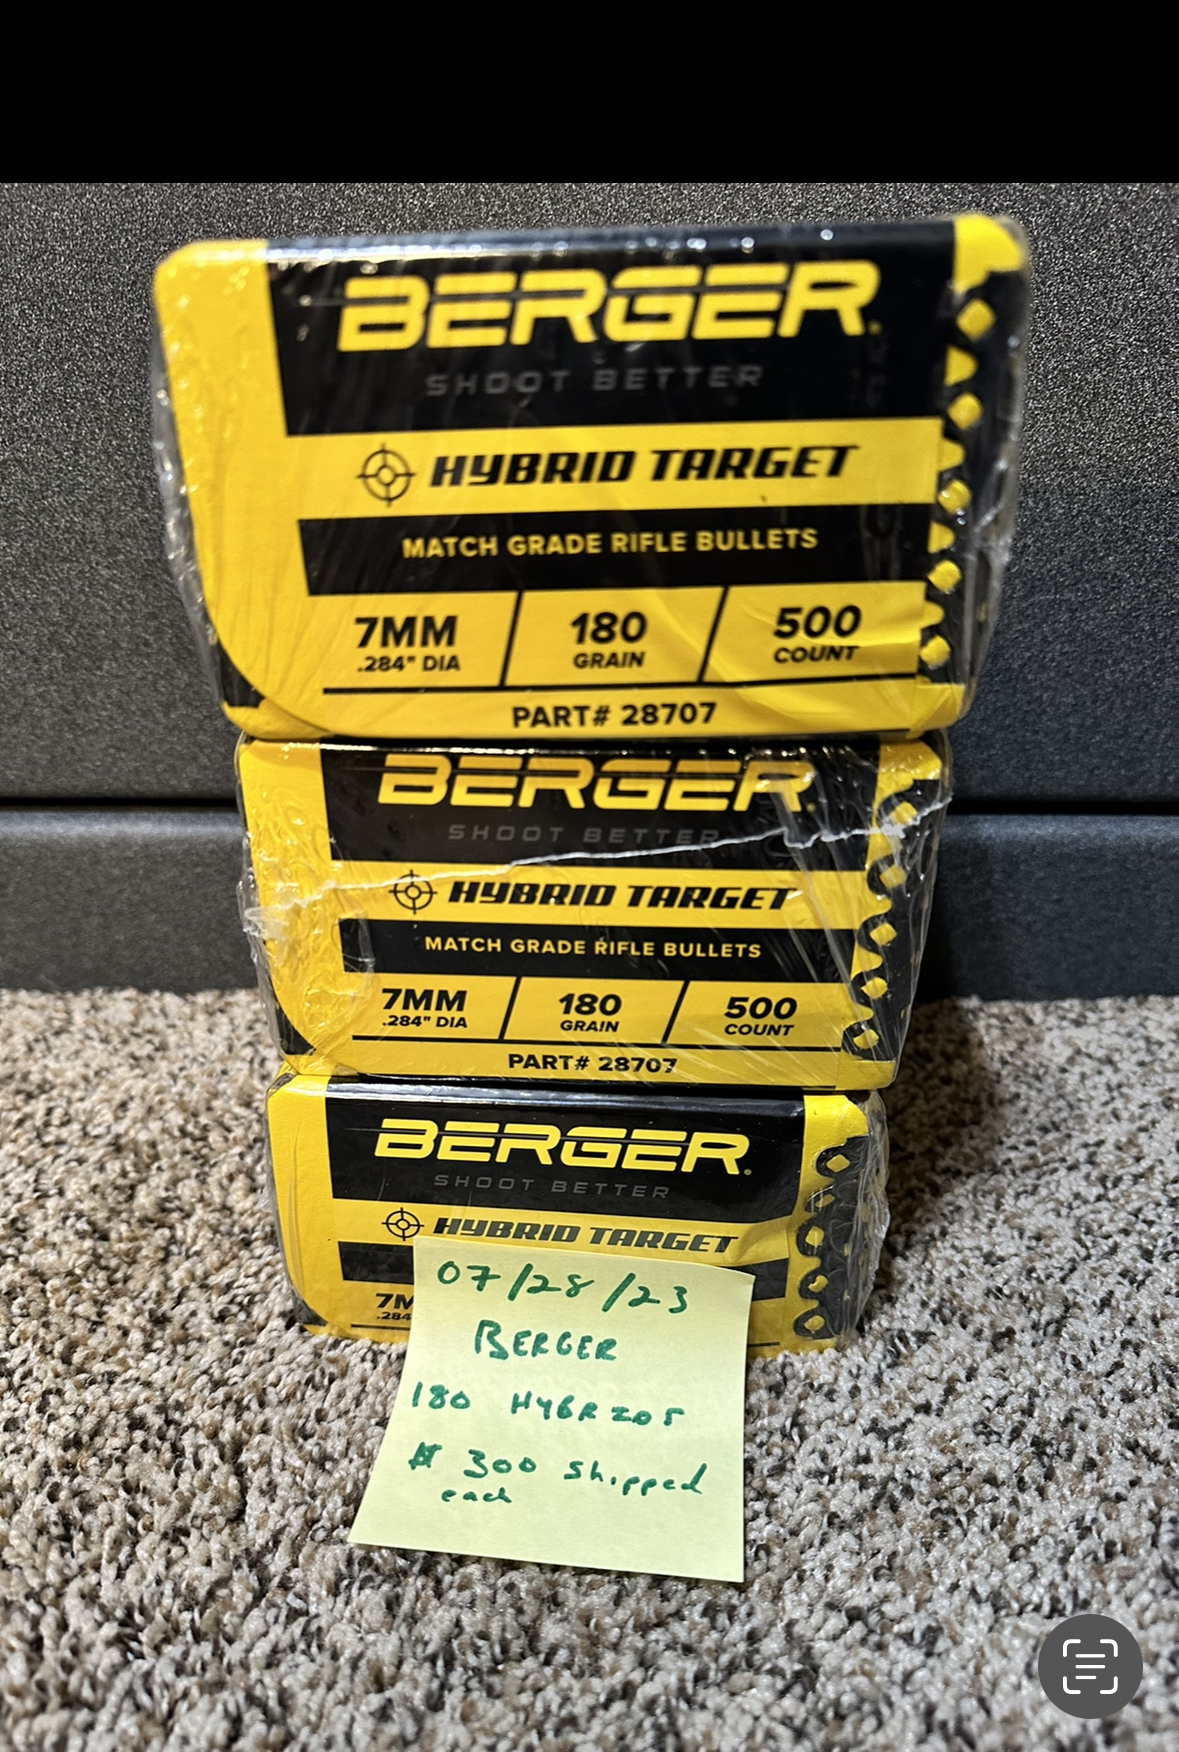 BERGER.
SHOOT BETTER
HYBRID TARGET
MATCH GRADE RIFLE BULLETS
7MM 180 500
.284" DIA GRAIN COUNT
PART# 28707
BERGER.
SHOOT BETTER
HYBRID TARGET
MATCH GRADE RIFLE BULLETS
7MM 180 500
.284" DIA GRAIN COUNT
PART# 28707
BERGER®
SHOOT BETTER
HYBRID TARGET
7M
.284
07/28/23
BERGER
180 HYBRIDS
$ 300 Shipped
each